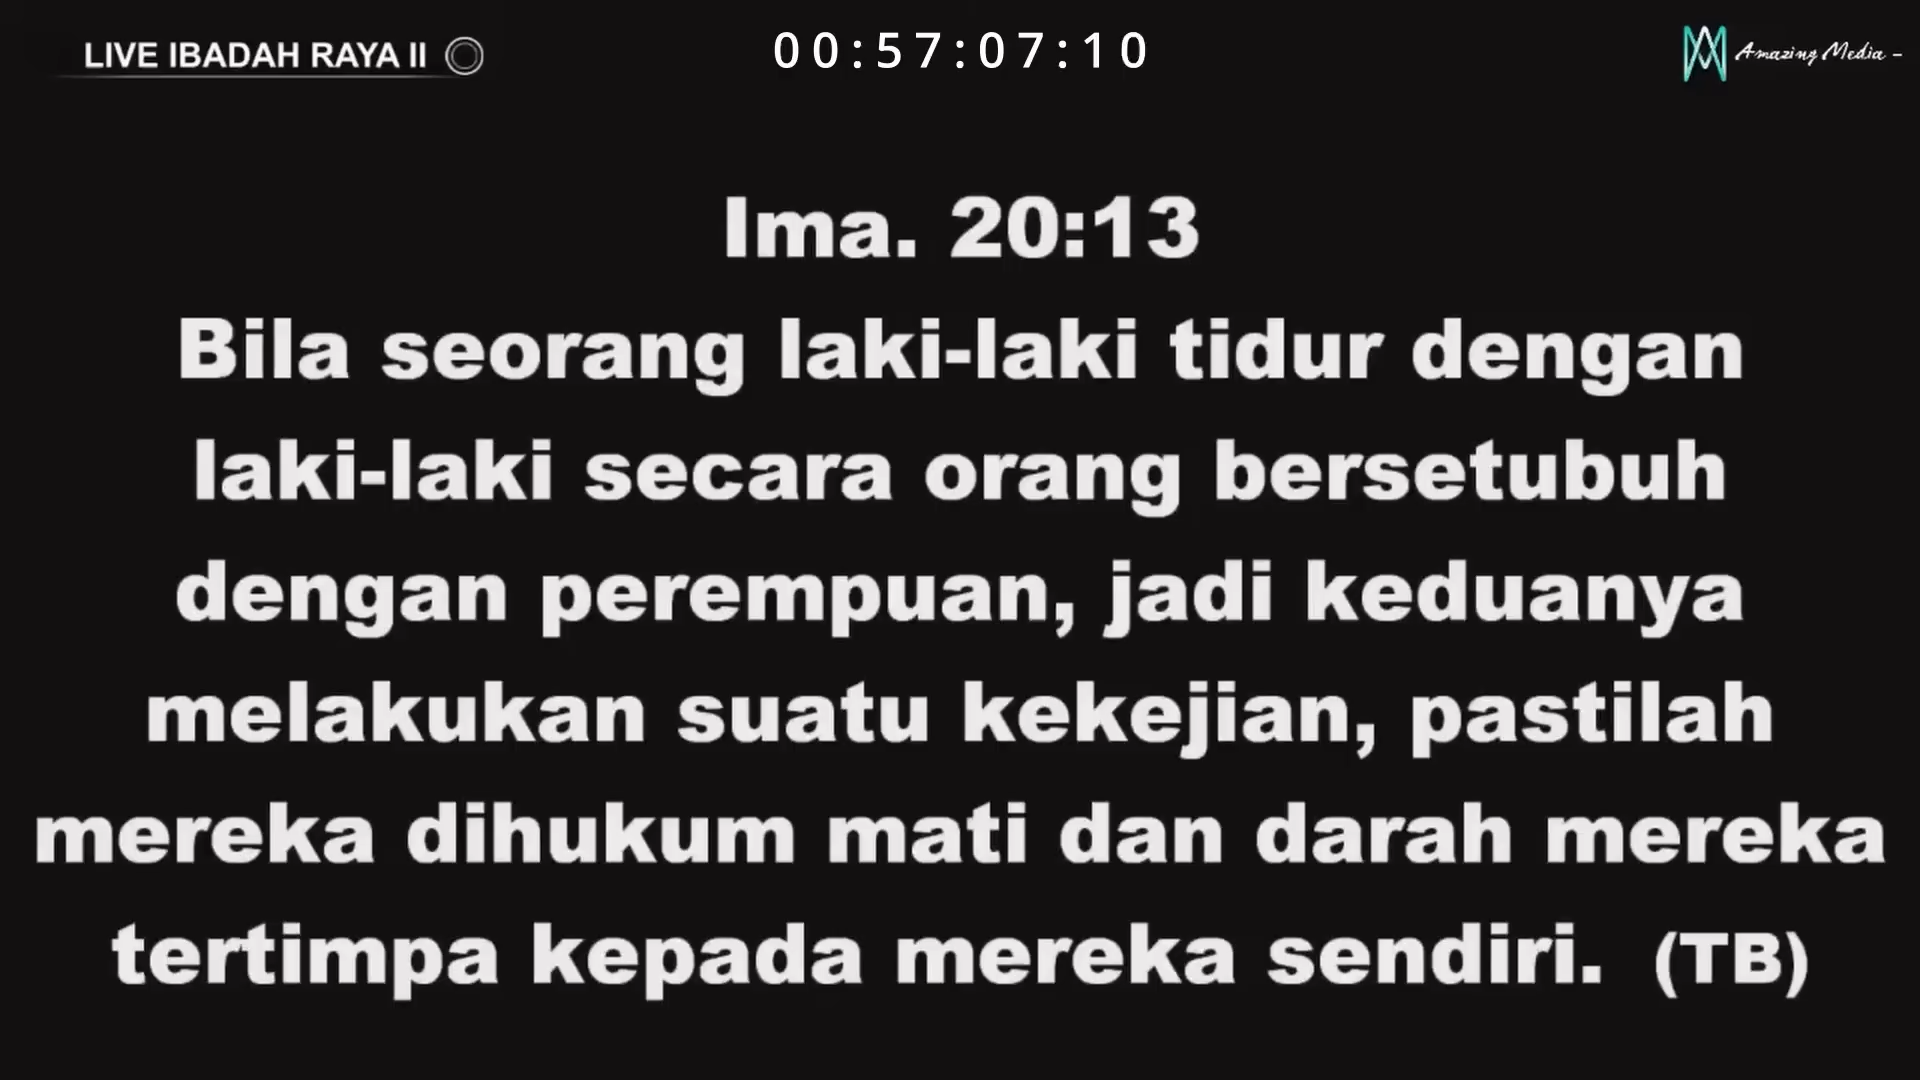 LIVE IBADAH RAYA II
00:57:07:10
Amazing Media -
Ima. 20:13
Bila seorang laki-laki tidur dengan
laki-laki secara orang bersetubuh
dengan perempuan, jadi keduanya
melakukan suatu kekejian, pastilah
mereka dihukum mati dan darah mereka
tertimpa kepada mereka sendiri. (TB)